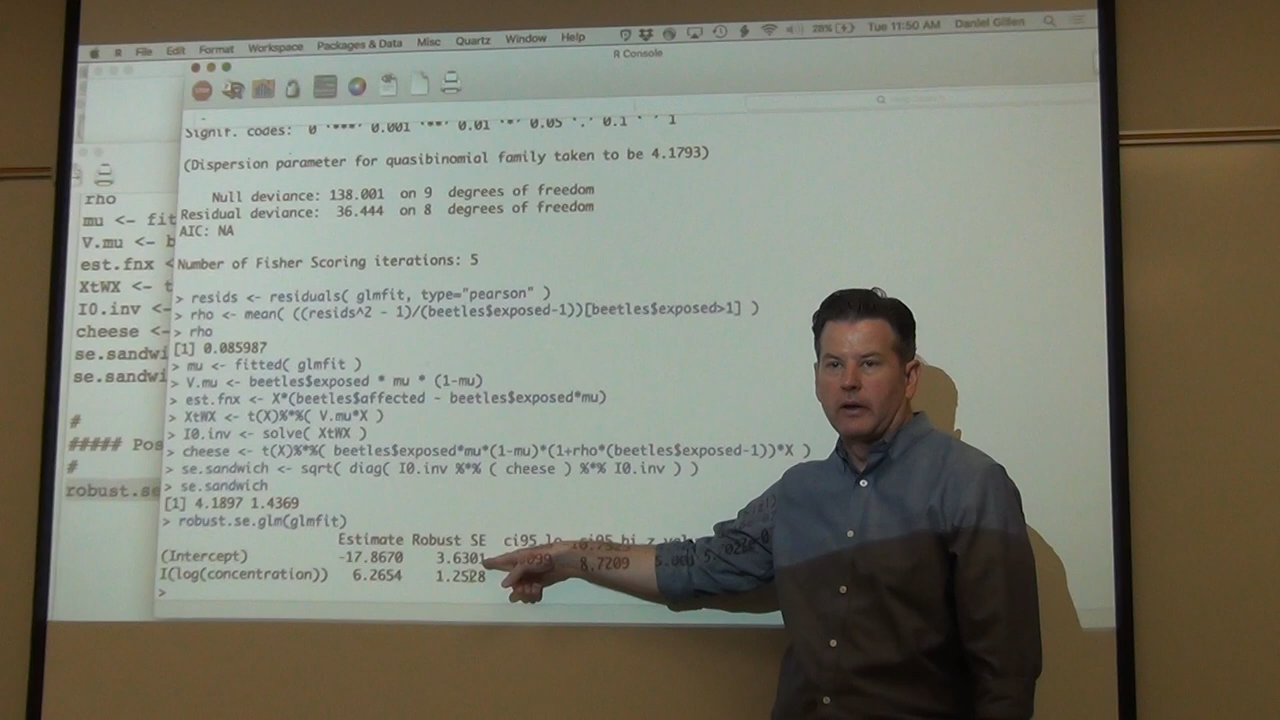 R File Edit Format Workspace Packages & Data Misc Quartz Window Help 28% Tue 11:50 AM Daniel Gillen
R Console
STOP
Signif. codes: 0 '***' 0.001 '**' 0.01 '*' 0.05 '.' 0.1 ' ' 1
(Dispersion parameter for quasibinomial family taken to be 4.1793)
Null deviance: 138.001 on 9 degrees of freedom
Residual deviance: 36.444 on 8 degrees of freedom
AIC: NA
Number of Fisher Scoring iterations: 5
> resids <- residuals( glmfit, type="pearson" )
> rho <- mean( ((resids^2 - 1)/(beetles$exposed-1))[beetles$exposed>1] )
> rho
[1] 0.085987
> mu <- fitted( glmfit )
> V.mu <- beetles$exposed * mu * (1-mu)
> est.fnx <- X*(beetles$affected - beetles$exposed*mu)
> XtWX <- t(X)%*%( V.mu*X )
> I0.inv <- solve( XtWX )
> cheese <- t(X)%*%( beetles$exposed*mu*(1-mu)*(1+rho*(beetles$exposed-1))*X )
> se.sandwich <- sqrt( diag( I0.inv %*% ( cheese ) %*% I0.inv ) )
> se.sandwich
[1] 4.1897 1.4369
> robust.se.glm(glmfit)
Estimate Robust SE ci95.lo ci95.hi z
(Intercept) -17.8670 3.6301
I(log(concentration)) 6.2654 1.2528 8.7209
>
rho
mu <- fit
V.mu <- b
est.fnx <
XtWX <- t
I0.inv <-
cheese <-
se.sandwi
se.sandwi
#
##### Pos
#
robust.se